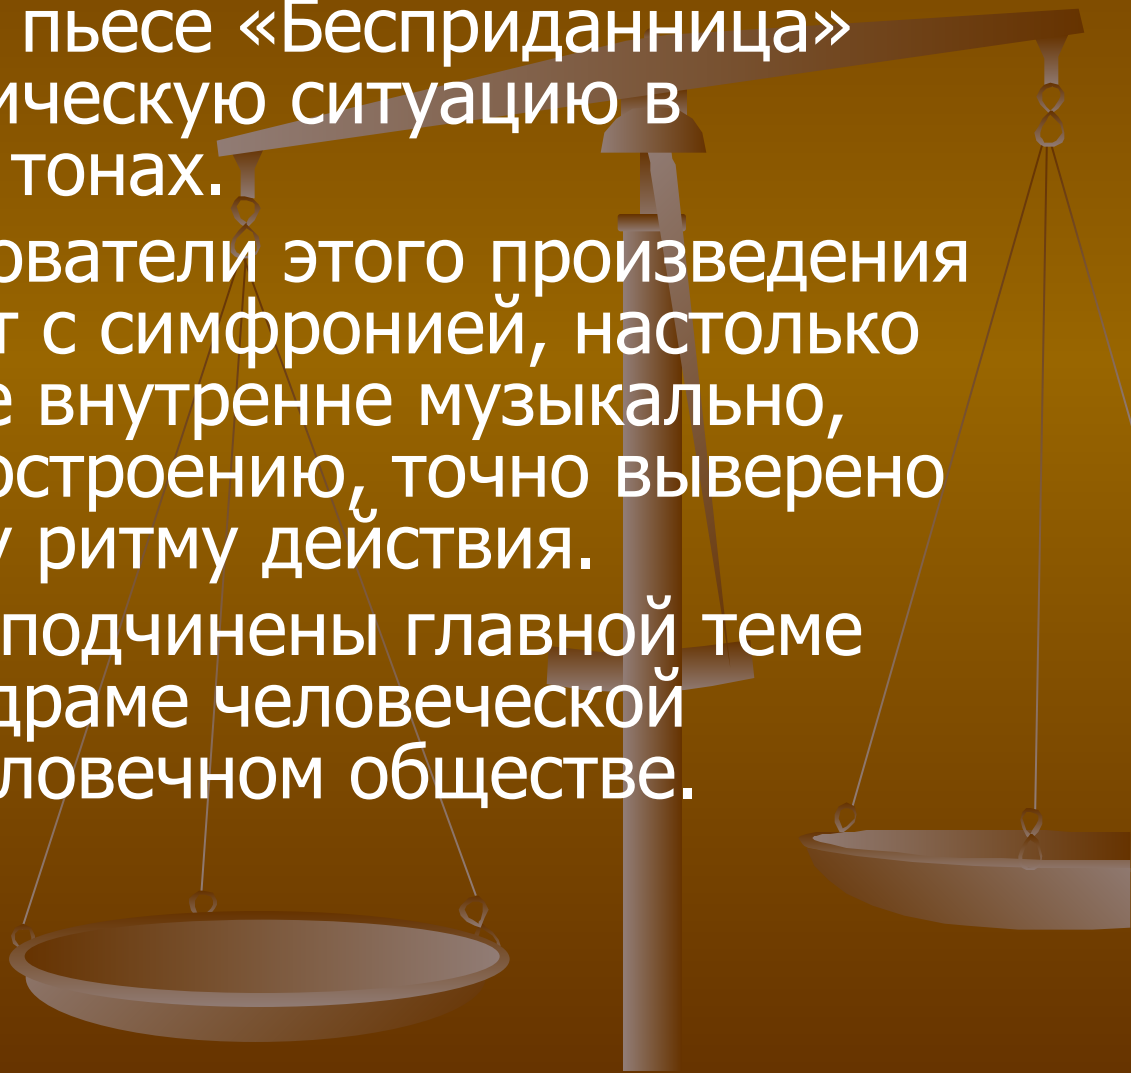 пьесе «Бесприданница»
ическую ситуацию в
тонах.
ователи этого произведения
т с симфронией, настолько
е внутренне музыкально,
остроению, точно выверено
у ритму действия.
подчинены главной теме
драме человеческой
ловечном обществе.